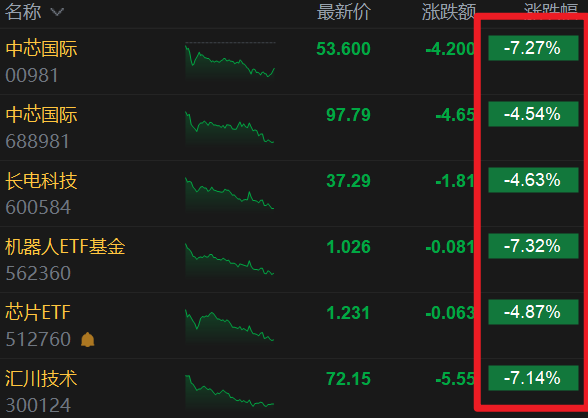 名称 最新价 涨跌额 涨跌幅
中芯国际 53.600 -4.200 -7.27%
00981
中芯国际 97.79 -4.65 -4.54%
688981
长电科技 37.29 -1.81 -4.63%
600584
机器人ETF基金 1.026 -0.081 -7.32%
562360
芯片ETF 1.231 -0.063 -4.87%
512760
汇川技术 72.15 -5.55 -7.14%
300124